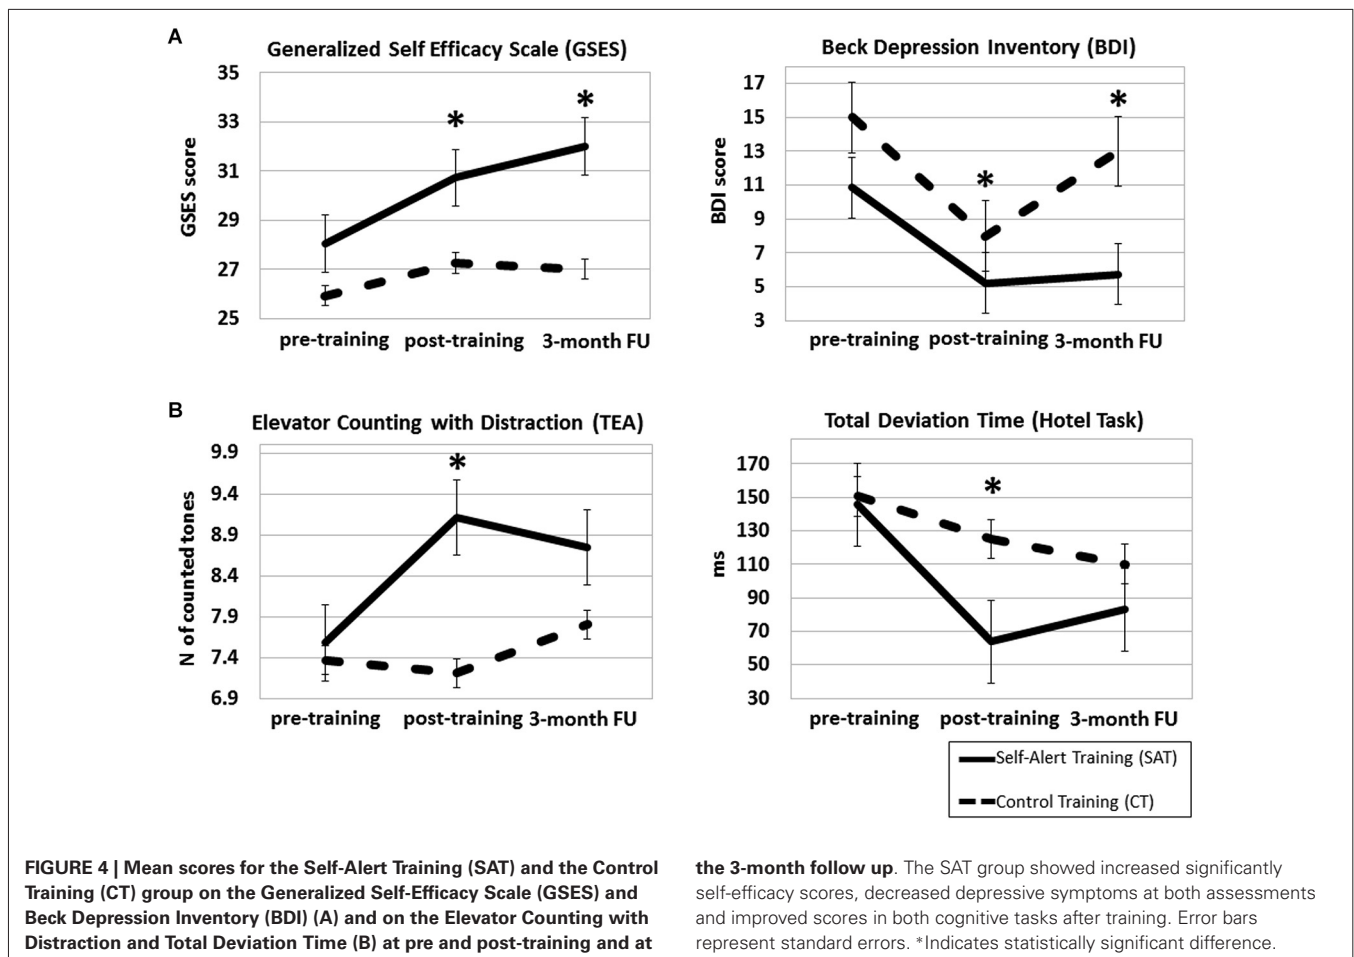 A
Generalized Self Efficacy Scale (GSES)
GSES score
35
33
31
29
27
25
*
*
pre-training
post-training
3-month FU
Beck Depression Inventory (BDI)
BDI score
17
15
13
11
9
7
5
3
*
*
pre-training
post-training
3-month FU
B
Elevator Counting with Distraction (TEA)
N of counted tones
9.9
9.4
8.9
8.4
7.9
7.4
6.9
*
pre-training
post-training
3-month FU
Total Deviation Time (Hotel Task)
ms
170
150
130
110
90
70
50
30
*
pre-training
post-training
3-month FU
Self-Alert Training (SAT)
Control Training (CT)
FIGURE 4 | Mean scores for the Self-Alert Training (SAT) and the Control
Training (CT) group on the Generalized Self-Efficacy Scale (GSES) and
Beck Depression Inventory (BDI) (A) and on the Elevator Counting with
Distraction and Total Deviation Time (B) at pre and post-training and at
the 3-month follow up. The SAT group showed increased significantly
self-efficacy scores, decreased depressive symptoms at both assessments
and improved scores in both cognitive tasks after training. Error bars
represent standard errors. *Indicates statistically significant difference.